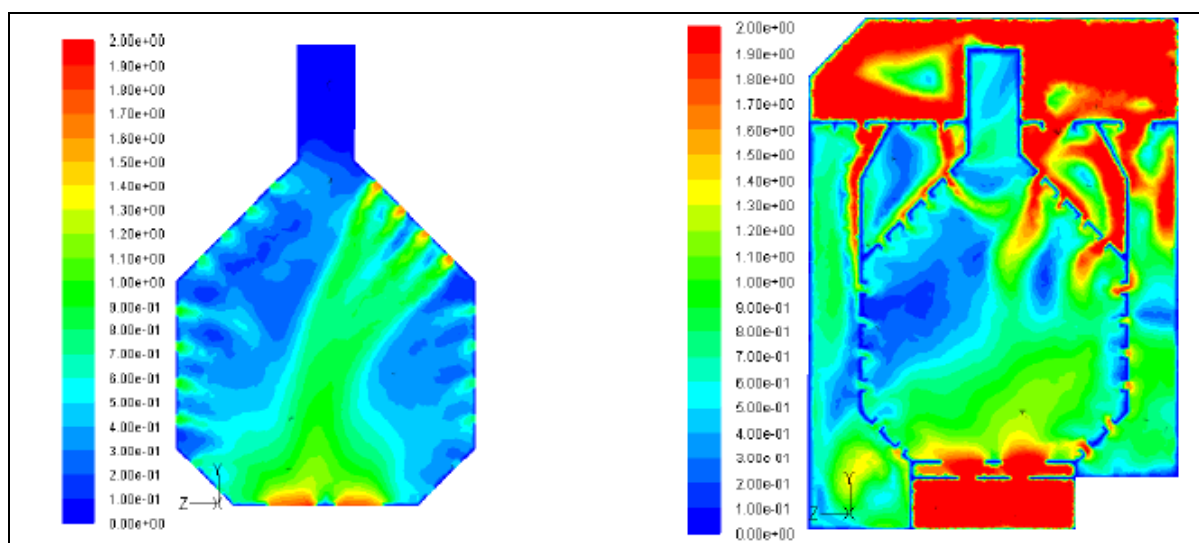 2.00e+00
1.90e+00
1.80e+00
1.70e+00
1.60e+00
1.50e+00
1.40e+00
1.30e+00
1.20e+00
1.10e+00
1.00e+00
9.00e-01
8.00e-01
7.00e-01
6.00e-01
5.00e-01
4.00e-01
3.00e-01
2.00e-01
1.00e-01
0.00e+00
Y
Z
X
2.00e+00
1.90e+00
1.80e+00
1.70e+00
1.60e+00
1.50e+00
1.40e+00
1.30e+00
1.20e+00
1.10e+00
1.00e+00
9.00e-01
8.00e-01
7.00e-01
6.00e-01
5.00e-01
4.00e-01
3.00e-01
2.00e-01
1.00e-01
0.00e+00
Y
Z
X